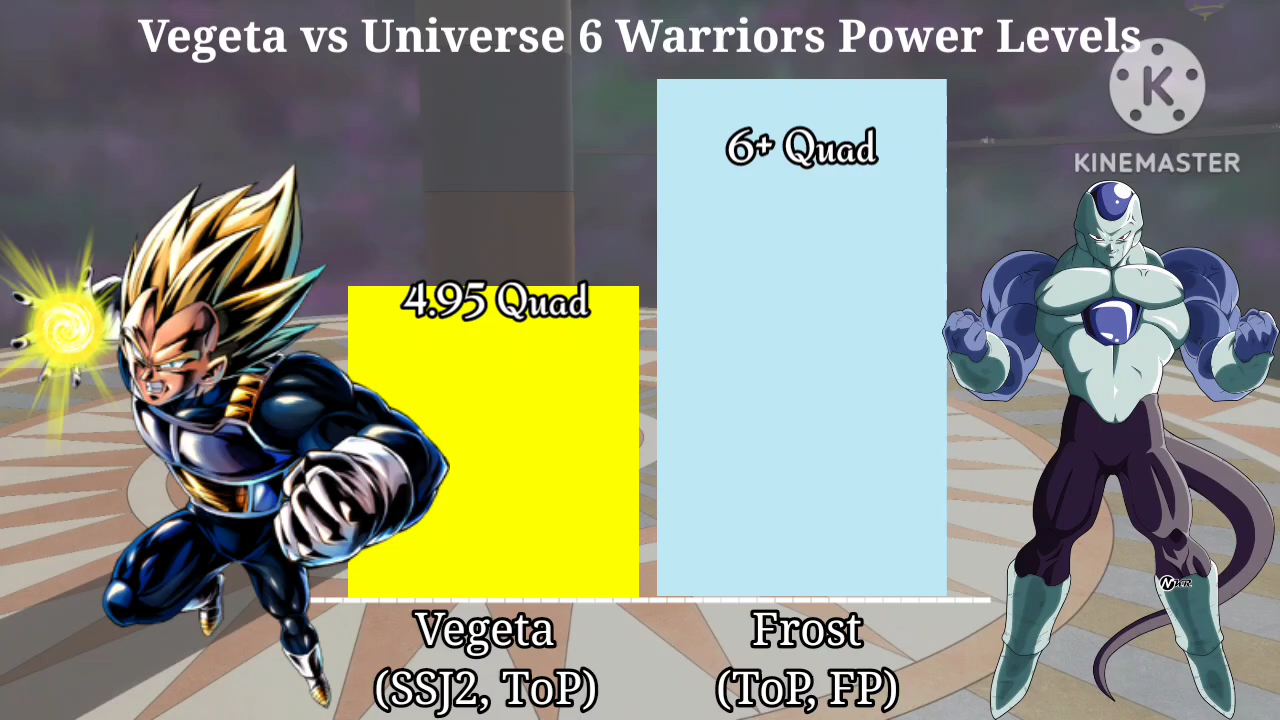 Vegeta vs Universe 6 Warriors Power Levels
K
KINEMASTER
6+ Quad
4.95 Quad
Vegeta
(SSJ2, ToP)
Frost
(ToP, FP)